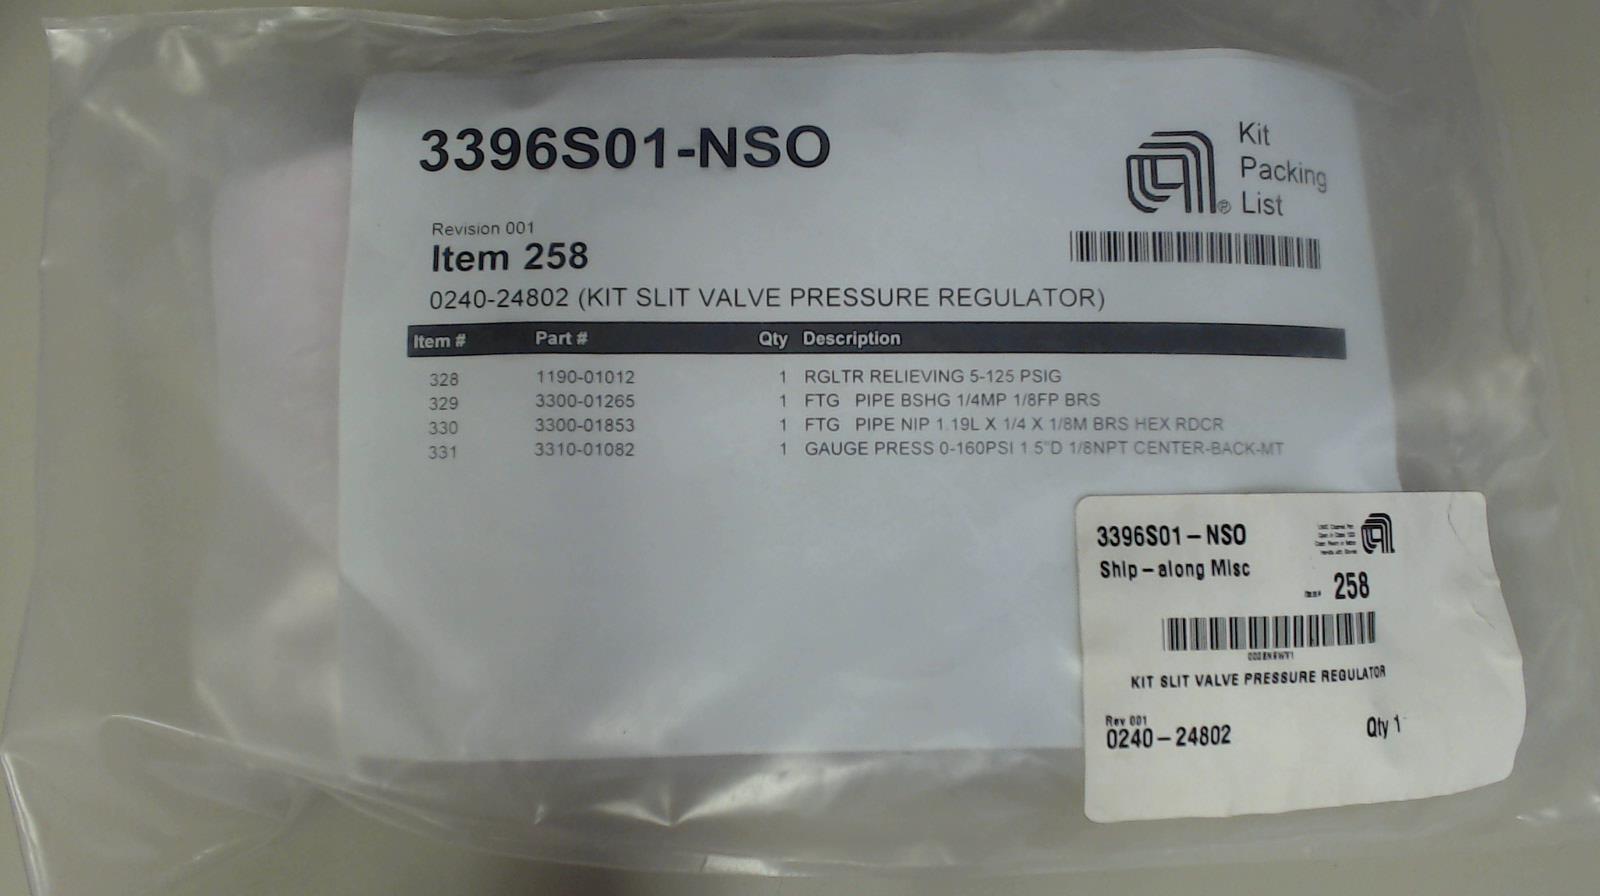 3396S01-NSO
Kit
Packing
List
Revision 001
Item 258
0240-24802 (KIT SLIT VALVE PRESSURE REGULATOR)
Item # Part # Qty Description
328 1190-01012 1 RGLTR RELIEVING 5-125 PSIG
329 3300-01265 1 FTG PIPE BSHG 1/4MP 1/8FP BRS
330 3300-01853 1 FTG PIPE NIP 1.19L X 1/4 X 1/8M BRS HEX RDCR
331 3310-01082 1 GAUGE PRESS 0-160PSI 1.5"D 1/8NPT CENTER-BACK-MT
3396S01-NSO
Ship-along Misc
Item# 258
KIT SLIT VALVE PRESSURE REGULATOR
Rev 001
0240-24802 Qty 1